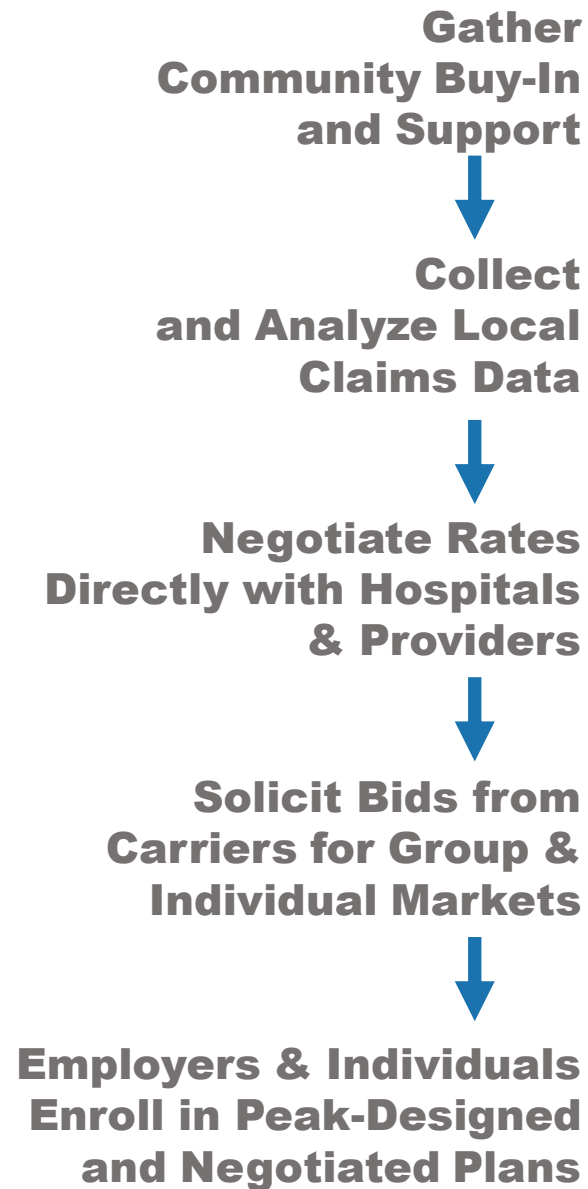 Gather
Community Buy-In
and Support
Collect
and Analyze Local
Claims Data
Negotiate Rates
Directly with Hospitals
& Providers
Solicit Bids from
Carriers for Group &
Individual Markets
Employers & Individuals
Enroll in Peak-Designed
and Negotiated Plans